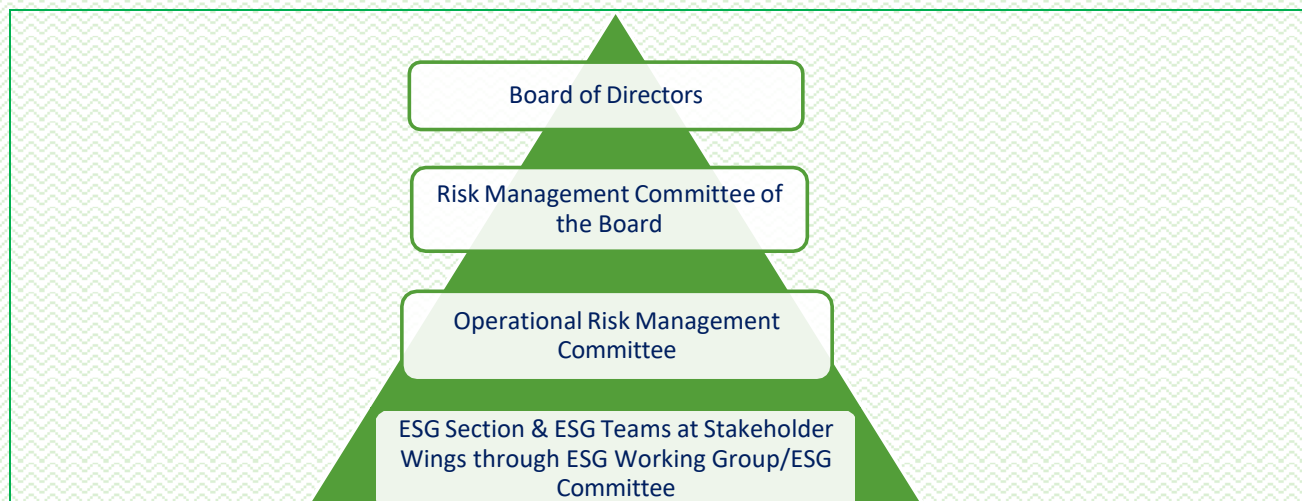 Board of Directors
Risk Management Committee of
the Board
Operational Risk Management
Committee
ESG Section & ESG Teams at Stakeholder
Wings through ESG Working Group/ESG
Committee